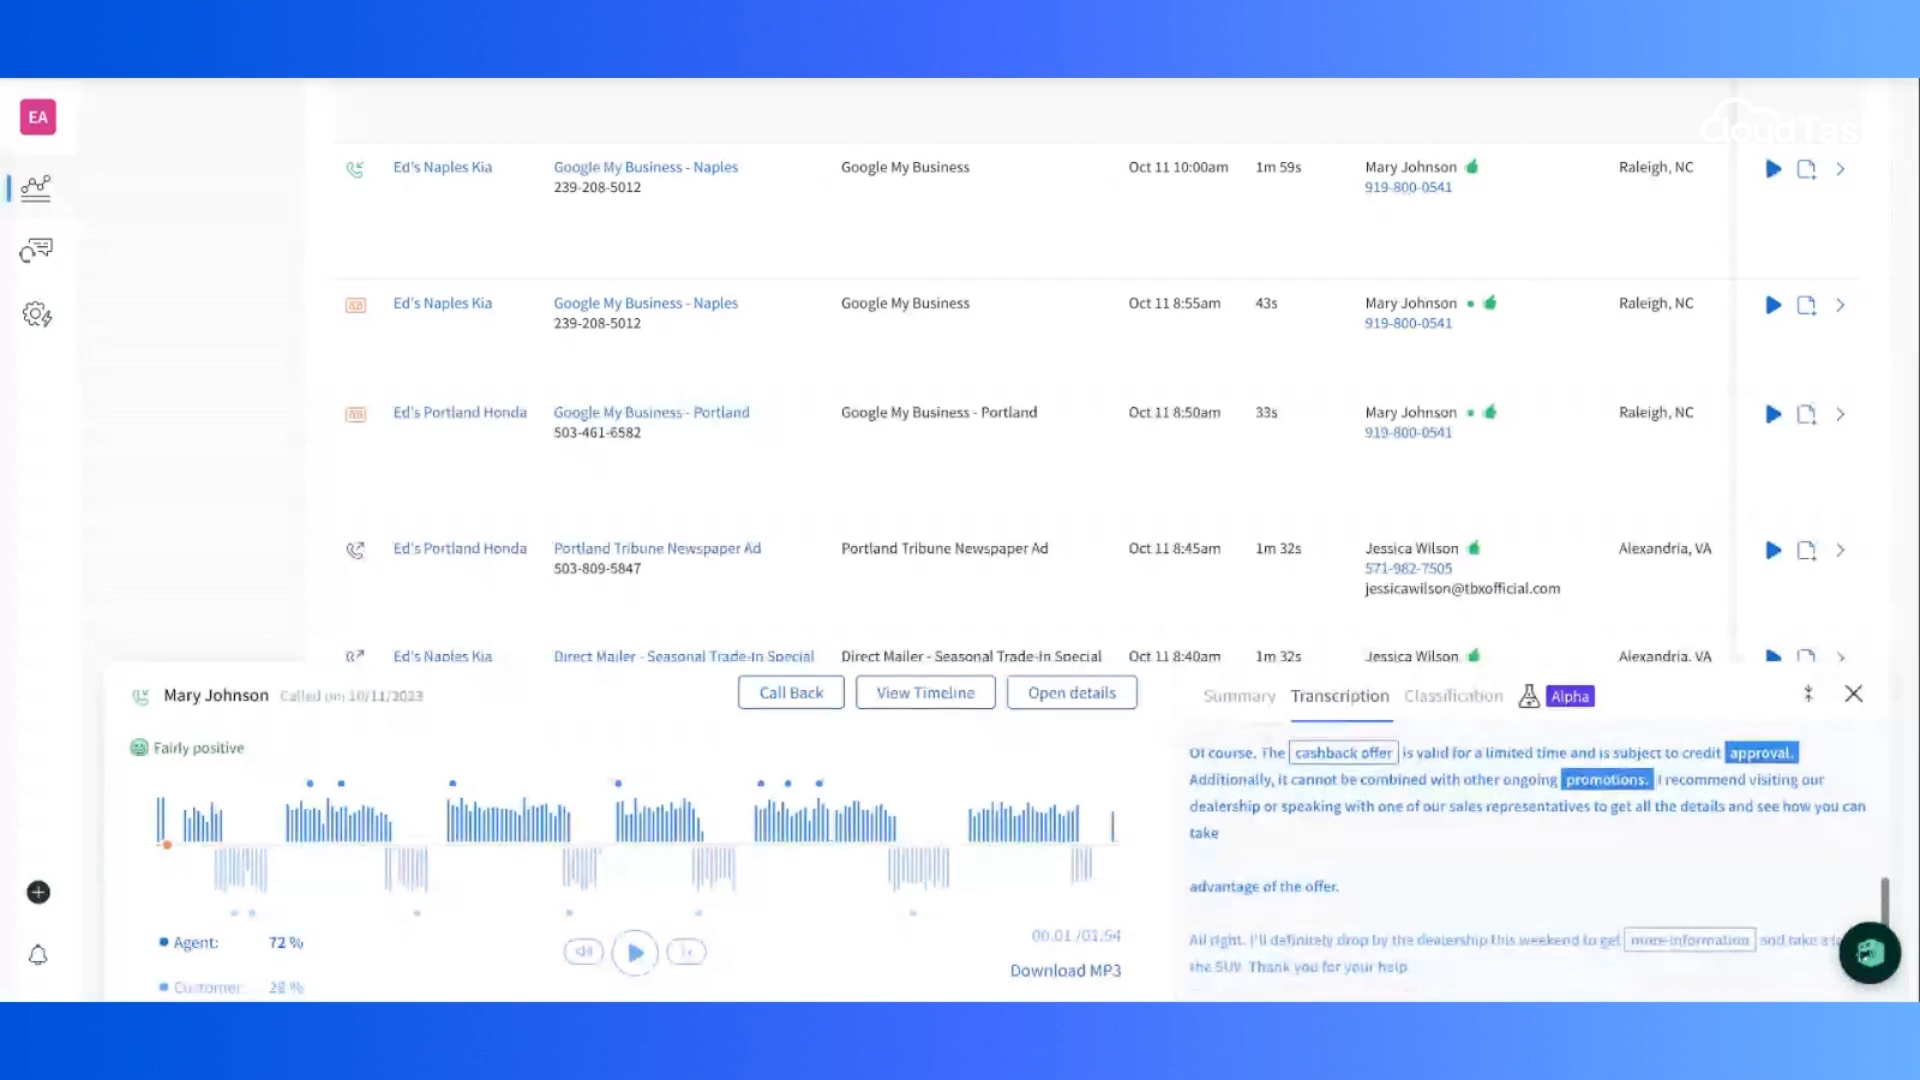 EA
CloudTas
Ed's Naples Kia Google My Business - Naples Google My Business Oct 11 10:00am 1m 59s Mary Johnson Raleigh, NC
239-208-5012 919-800-0541
Ed's Naples Kia Google My Business - Naples Google My Business Oct 11 8:55am 43s Mary Johnson Raleigh, NC
239-208-5012 919-800-0541
Ed's Portland Honda Google My Business - Portland Google My Business - Portland Oct 11 8:50am 33s Mary Johnson Raleigh, NC
503-461-6582 919-800-0541
Ed's Portland Honda Portland Tribune Newspaper Ad Portland Tribune Newspaper Ad Oct 11 8:45am 1m 32s Jessica Wilson Alexandria, VA
503-809-5847 571-982-7505
jessicawilson@tbxofficial.com
Ed's Naples Kia Direct Mailer - Seasonal Trade-In Special Direct Mailer - Seasonal Trade-In Special Oct 11 8:40am 1m 32s Jessica Wilson Alexandria, VA
Mary Johnson Called on 10/11/2023 Call Back View Timeline Open details
Fairly positive
Agent: 72 %
Customer: 28 %
1x
00:01 /01:54
Download MP3
Summary Transcription Classification Alpha
Of course. The cashback offer is valid for a limited time and is subject to credit approval.
Additionally, it cannot be combined with other ongoing promotions. I recommend visiting our
dealership or speaking with one of our sales representatives to get all the details and see how you can
take
advantage of the offer.
All right. I'll definitely drop by the dealership this weekend to get more information and take a
the SUV. Thank you for your help